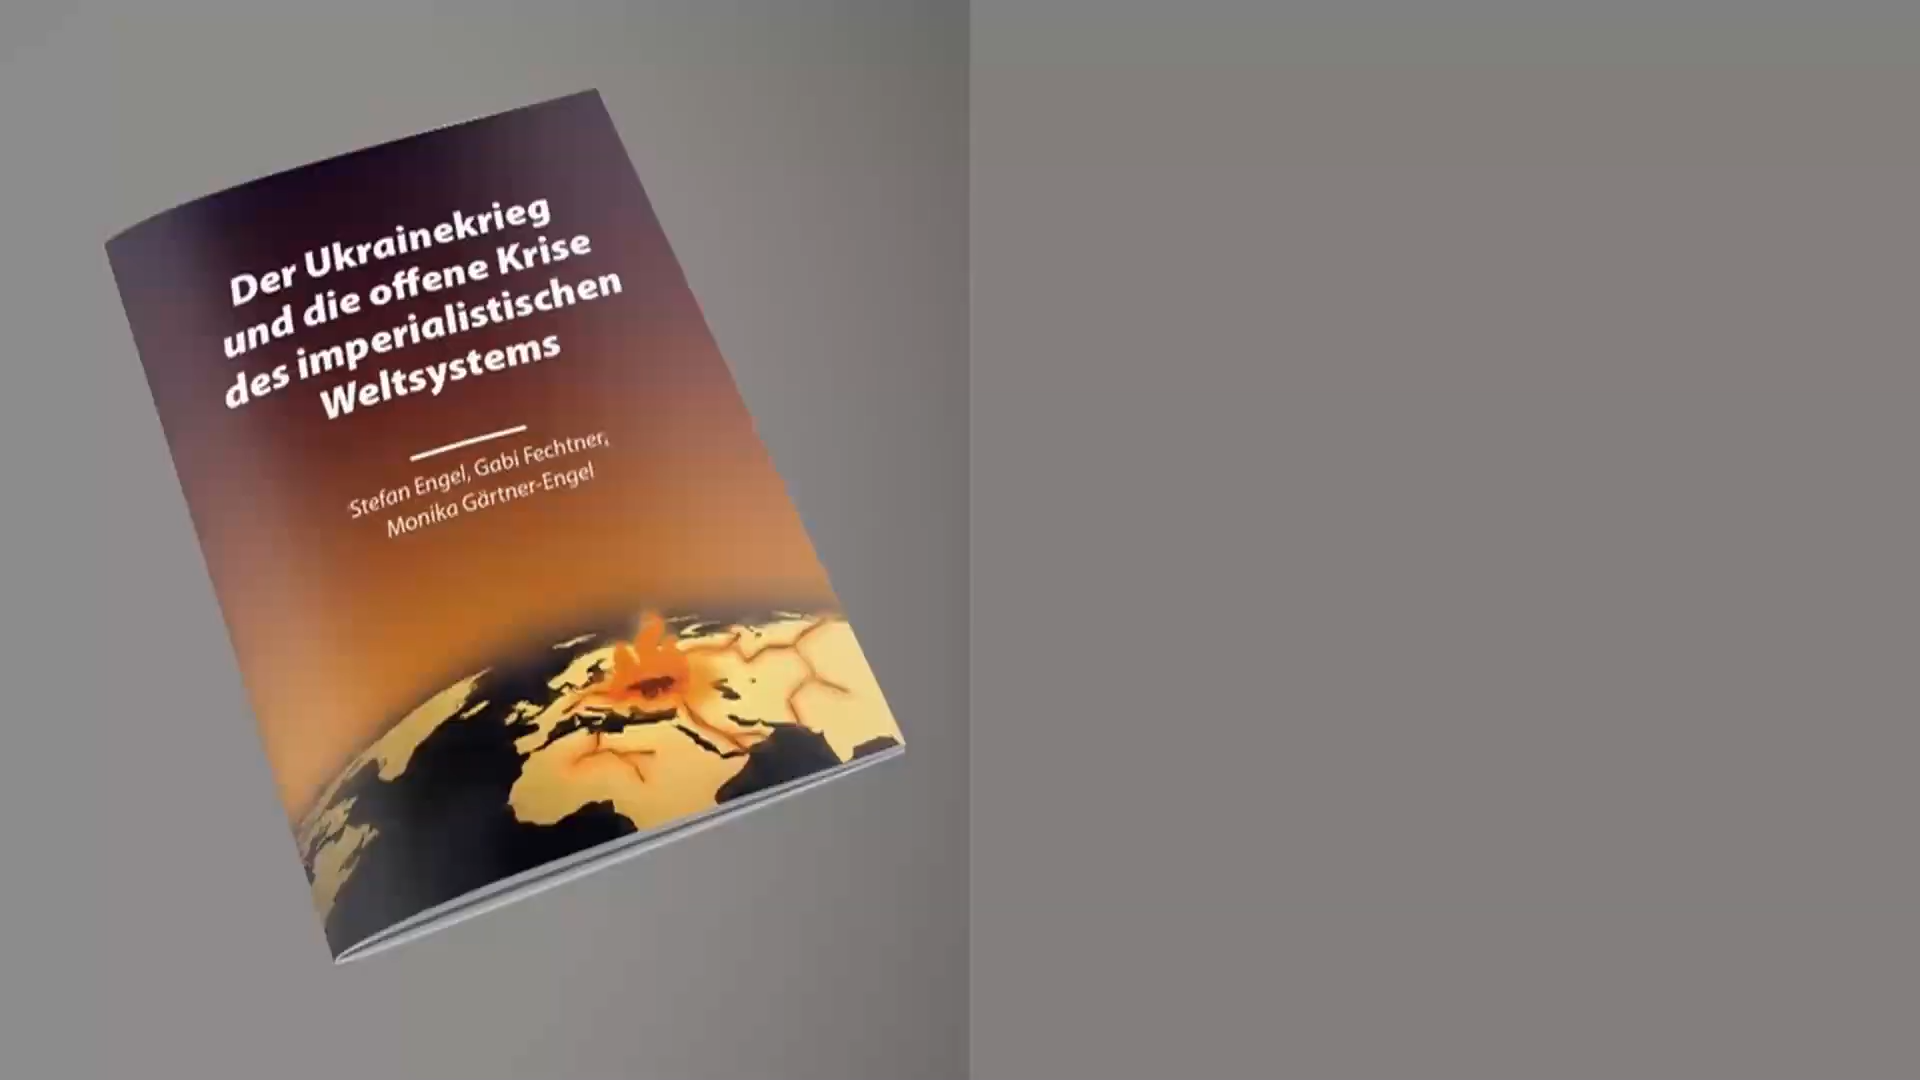 Der Ukrainekrieg
und die offene Krise
des imperialistischen
Weltsystems
Stefan Engel, Gabi Fechtner,
Monika Gärtner-Engel